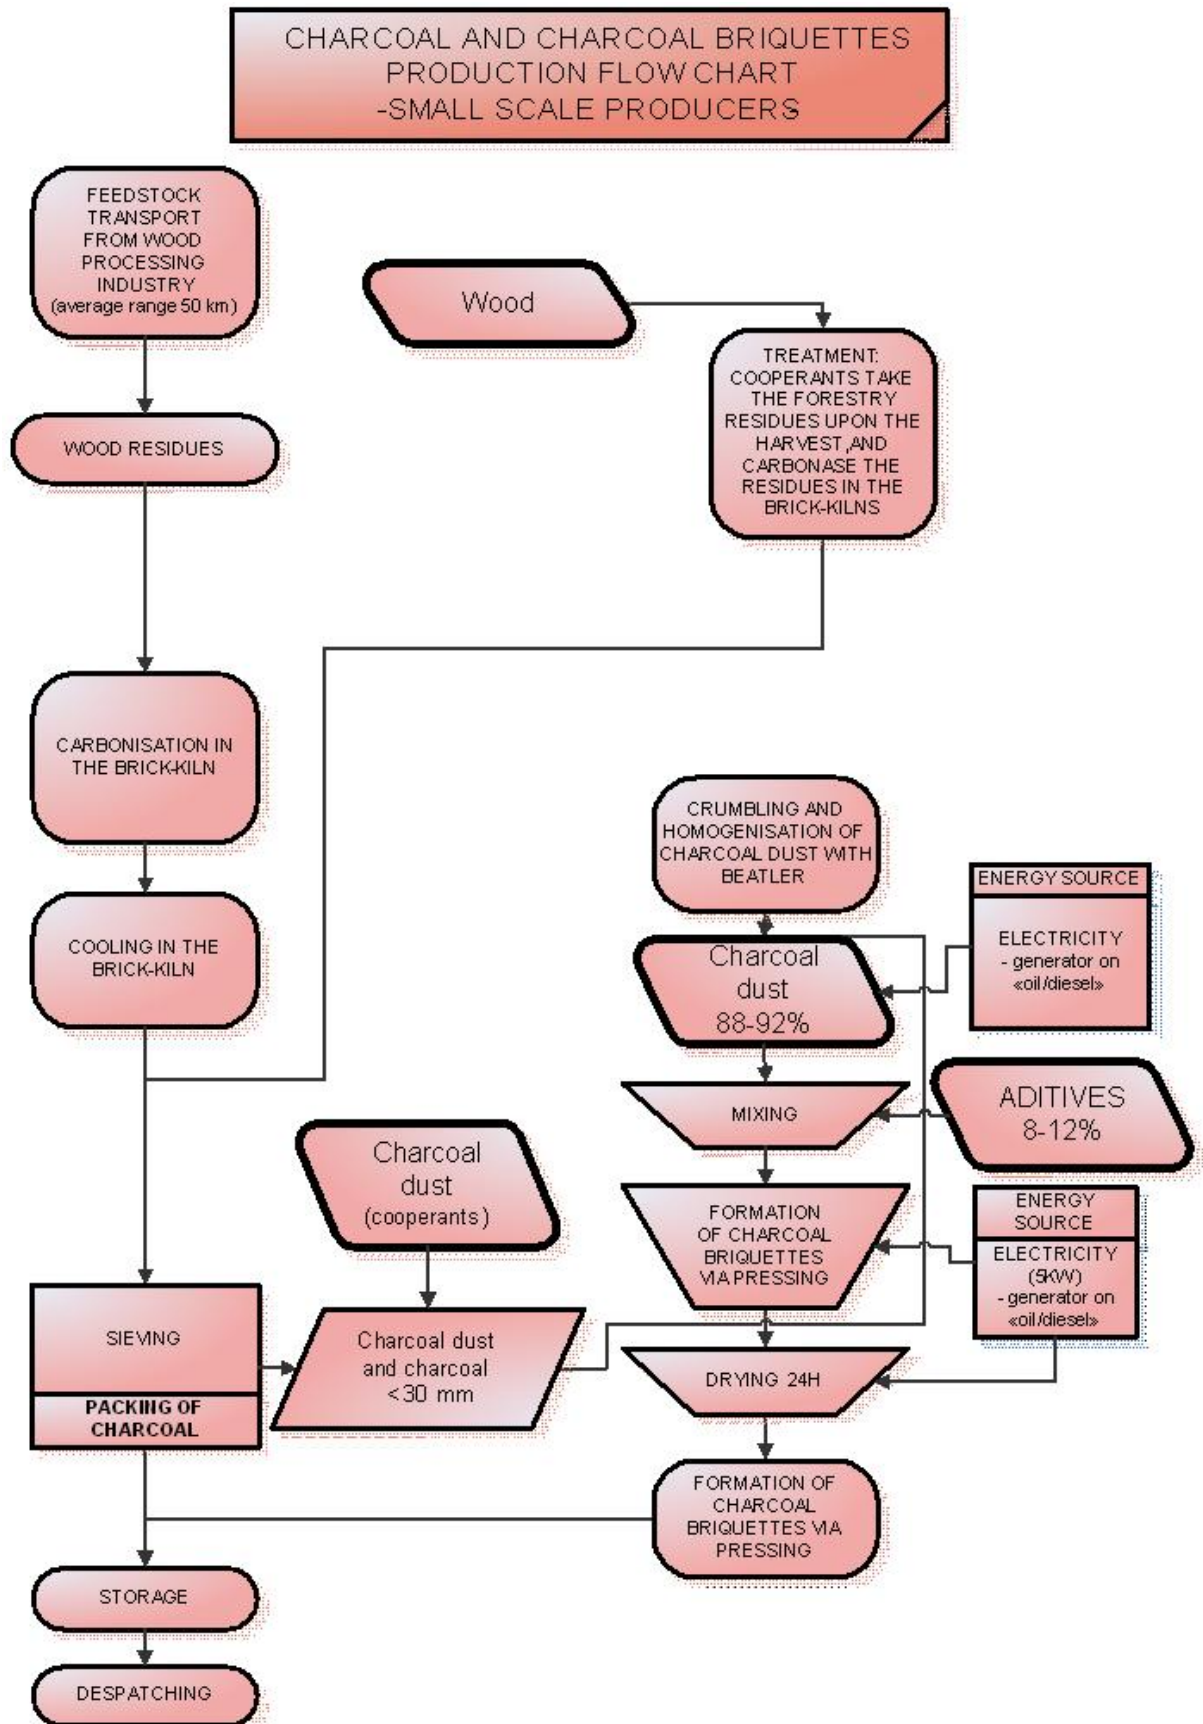 CHARCOAL AND CHARCOAL BRIQUETTES
PRODUCTION FLOW CHART
-SMALL SCALE PRODUCERS
FEEDSTOCK
TRANSPORT
FROM WOOD
PROCESSING
INDUSTRY
(average range 50 km)
Wood
TREATMENT:
COOPERANTS TAKE
THE FORESTRY
RESIDUES UPON THE
HARVEST,AND
CARBONASE THE
RESIDUES IN THE
BRICK-KILNS
WOOD RESIDUES
CARBONISATION IN
THE BRICK-KILN
COOLING IN THE
BRICK-KILN
CRUMBLING AND
HOMOGENISATION OF
CHARCOAL DUST WITH
BEATLER
ENERGY SOURCE
ELECTRICITY
- generator on
«oil/diesel»
Charcoal
dust
88-92%
MIXING
ADITIVES
8-12%
Charcoal
dust
(cooperants)
FORMATION
OF CHARCOAL
BRIQUETTES
VIA PRESSING
ENERGY
SOURCE
ELECTRICITY
(5KW)
- generator on
«oil/diesel»
SIEVING
PACKING OF
CHARCOAL
Charcoal dust
and charcoal
<30 mm
DRYING 24H
FORMATION OF
CHARCOAL
BRIQUETTES VIA
PRESSING
STORAGE
DESPATCHING